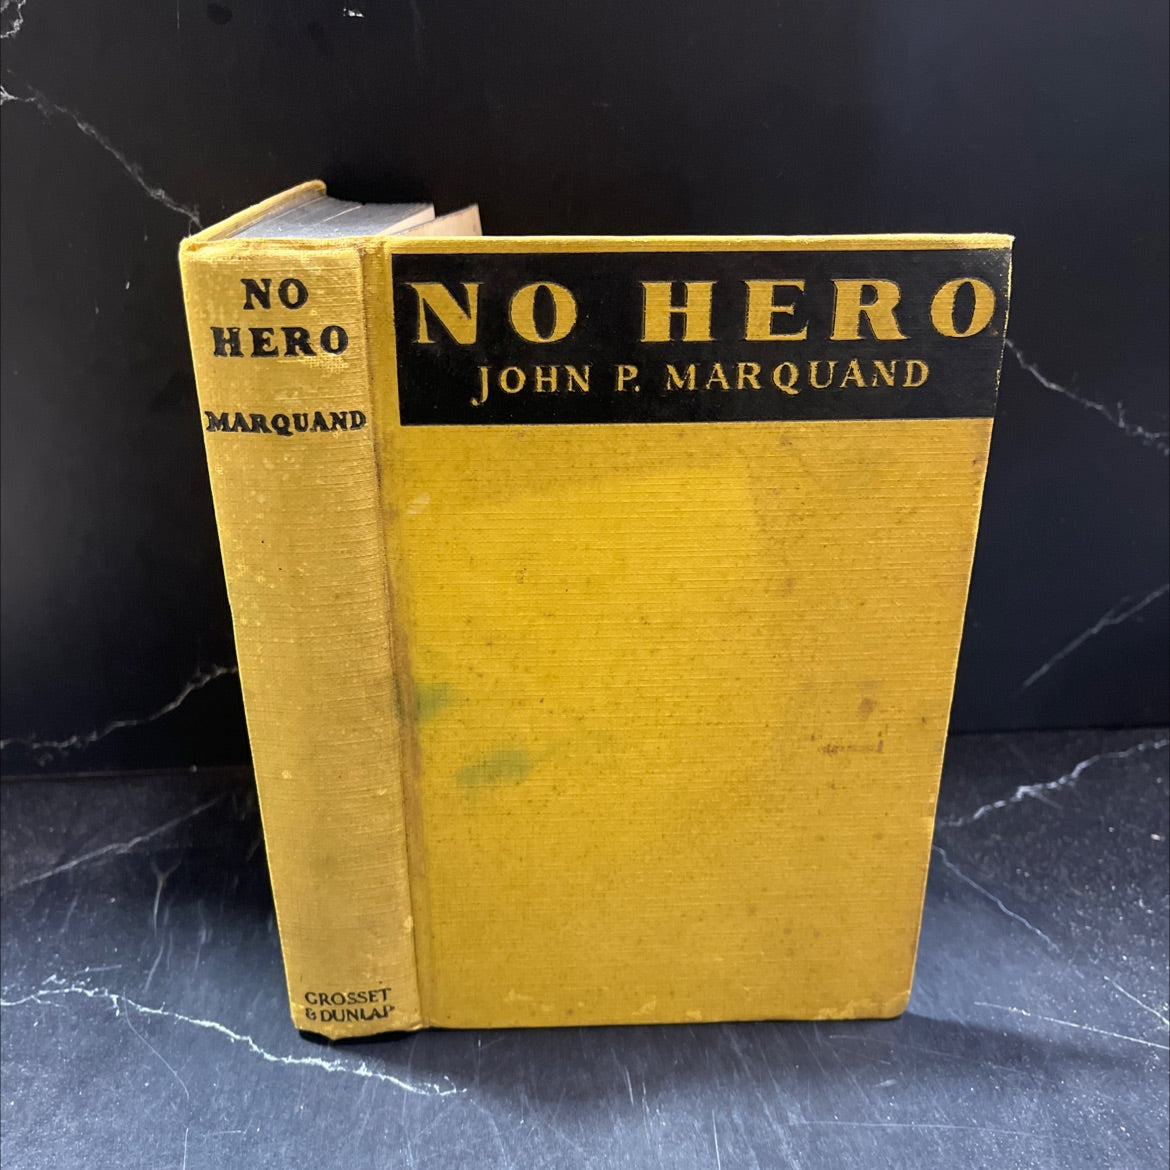 NO
HERO
MARQUAND
GROSSET
& DUNLAP
NO HERO
JOHN P. MARQUAND